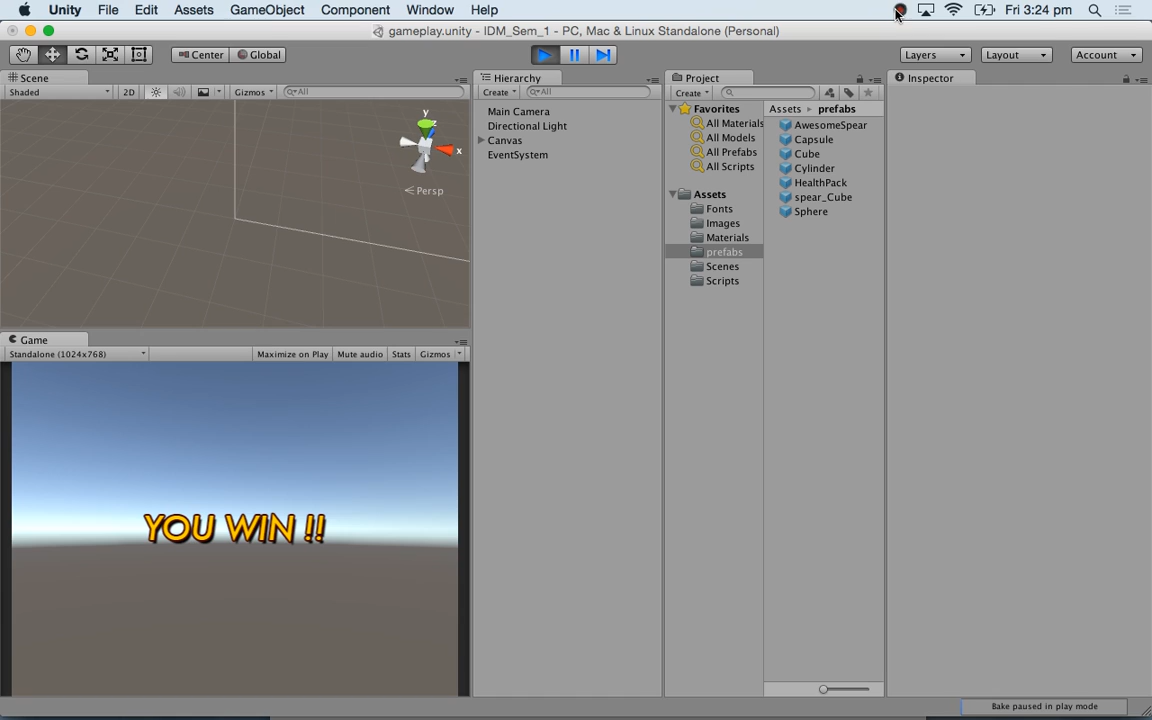 Unity File Edit Assets GameObject Component Window Help Fri 3:24 pm
gameplay.unity - IDM_Sem_1 - PC, Mac & Linux Standalone (Personal)
Center Global Layers Layout Account
Scene
Shaded 2D Gizmos All
y
x
Persp
Game
Standalone (1024x768) Maximize on Play Mute audio Stats Gizmos
YOU WIN !!
Hierarchy
Create All
Main Camera
Directional Light
Canvas
EventSystem
Project
Create
Favorites
All Materials
All Models
All Prefabs
All Scripts
Assets
Fonts
Images
Materials
prefabs
Scenes
Scripts
Assets prefabs
AwesomeSpear
Capsule
Cube
Cylinder
HealthPack
spear_Cube
Sphere
Inspector
Bake paused in play mode